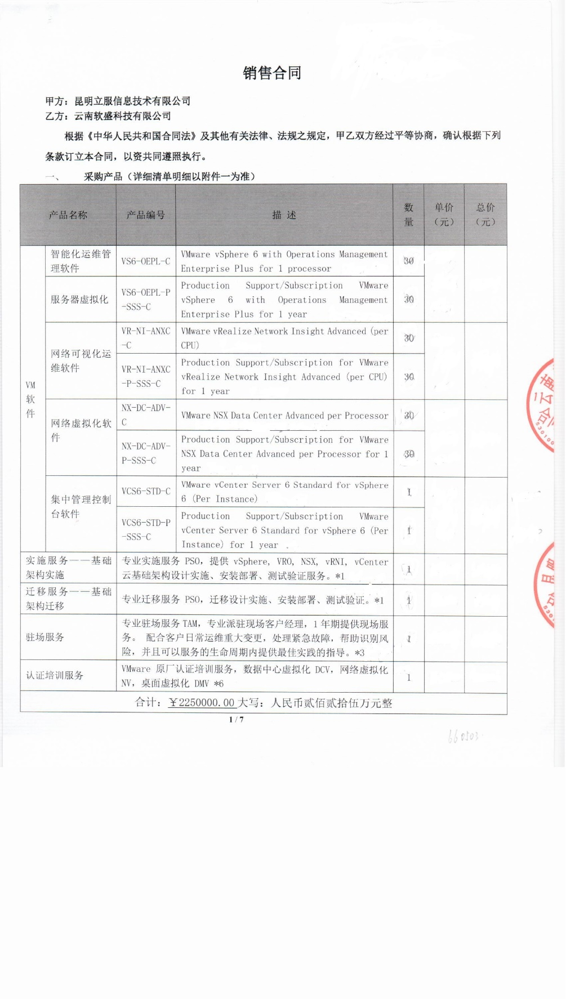 销售合同
甲方：昆明立服信息技术有限公司
乙方：云南软盛科技有限公司
根据《中华人民共和国合同法》及其他有关法律、法规之规定，甲乙双方经过平等协商，确认根据下列
条款订立本合同，以资共同遵照执行。
一、 采购产品（详细清单明细以附件一为准）
产品名称 产品编号 描 述 数量 单价（元） 总价（元）
VM软件
智能化运维管
理软件
VS6-OEPL-C
VMware vSphere 6 with Operations Management
Enterprise Plus for 1 processor
30
服务器虚拟化
VS6-OEPL-P
-SSS-C
Production Support/Subscription VMware
vSphere 6 with Operations Management
Enterprise Plus for 1 year
30
网络可视化运
维软件
VR-NI-ANXC
-C
VMware vRealize Network Insight Advanced (per
CPU)
30
VR-NI-ANXC
-P-SSS-C
Production Support/Subscription for VMware
vRealize Network Insight Advanced (per CPU)
for 1 year
30
网络虚拟化软
件
NX-DC-ADV-
C
VMware NSX Data Center Advanced per Processor
30
NX-DC-ADV-
P-SSS-C
Production Support/Subscription for VMware
NSX Data Center Advanced per Processor for 1
year
30
集中管理控制
台软件
VCS6-STD-C
VMware vCenter Server 6 Standard for vSphere
6 (Per Instance)
1
VCS6-STD-P
-SSS-C
Production Support/Subscription VMware
vCenter Server 6 Standard for vSphere 6 (Per
Instance) for 1 year
1
实施服务——基础
架构实施
专业实施服务 PSO，提供 vSphere, VRO, NSX, vRNI, vCenter
云基础架构设计实施、安装部署、测试验证服务。*1
1
迁移服务——基础
架构迁移
专业迁移服务 PSO，迁移设计实施、安装部署、测试验证。*1
1
驻场服务
专业驻场服务 TAM，专业派驻现场客户经理，1 年期提供现场服
务。 配合客户日常运维重大变更，处理紧急故障，帮助识别风
险，并且可以服务的生命周期内提供最佳实践的指导。*3
1
认证培训服务
VMware 原厂认证培训服务，数据中心虚拟化 DCV，网络虚拟化
NV，桌面虚拟化 DMV *6
1
合计：¥2250000.00 大写：人民币贰佰贰拾伍万元整
1 / 7
660503